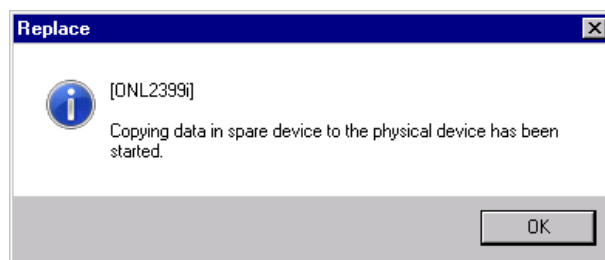 Replace
[ONL2399i]
Copying data in spare device to the physical device has been
started.
OK